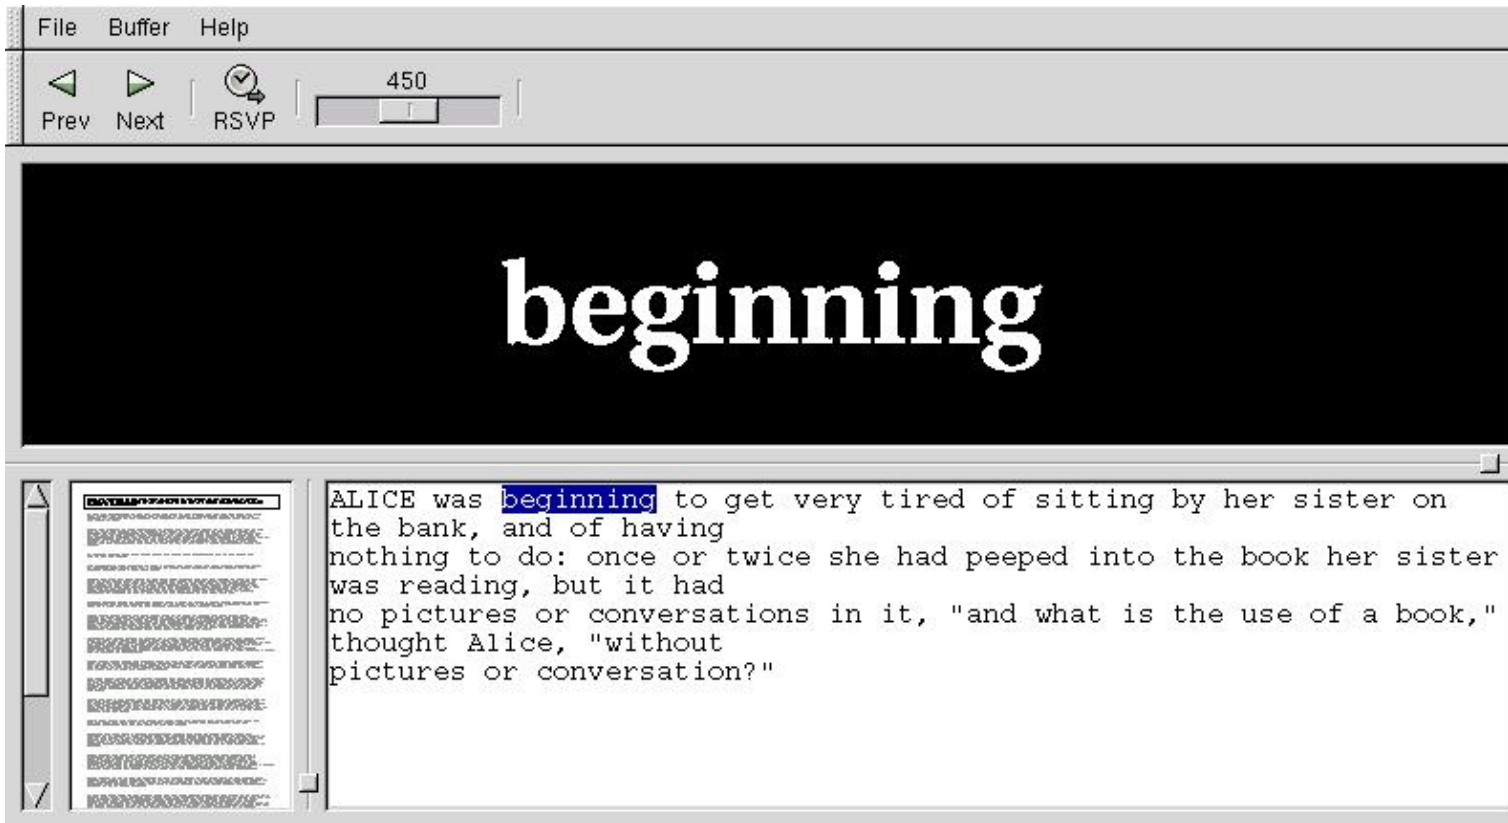 File Buffer Help
450
Prev Next RSVP
beginning
ALICE was beginning to get very tired of sitting by her sister on
the bank, and of having
nothing to do: once or twice she had peeped into the book her sister
was reading, but it had
no pictures or conversations in it, "and what is the use of a book,"
thought Alice, "without
pictures or conversation?"